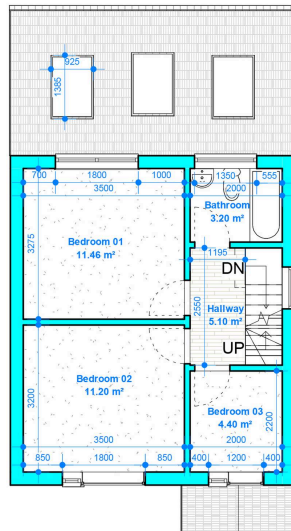 925
1385
700 1800 1000
1350 555
3500
2000
Bathroom
3.20 m²
3275
Bedroom 01
11.46 m²
1195
DN
2550
Hallway
5.10 m²
UP
Bedroom 02
11.20 m²
3200
Bedroom 03
4.40 m²
2200
3500
2000
850 1800 850
400 1200 400